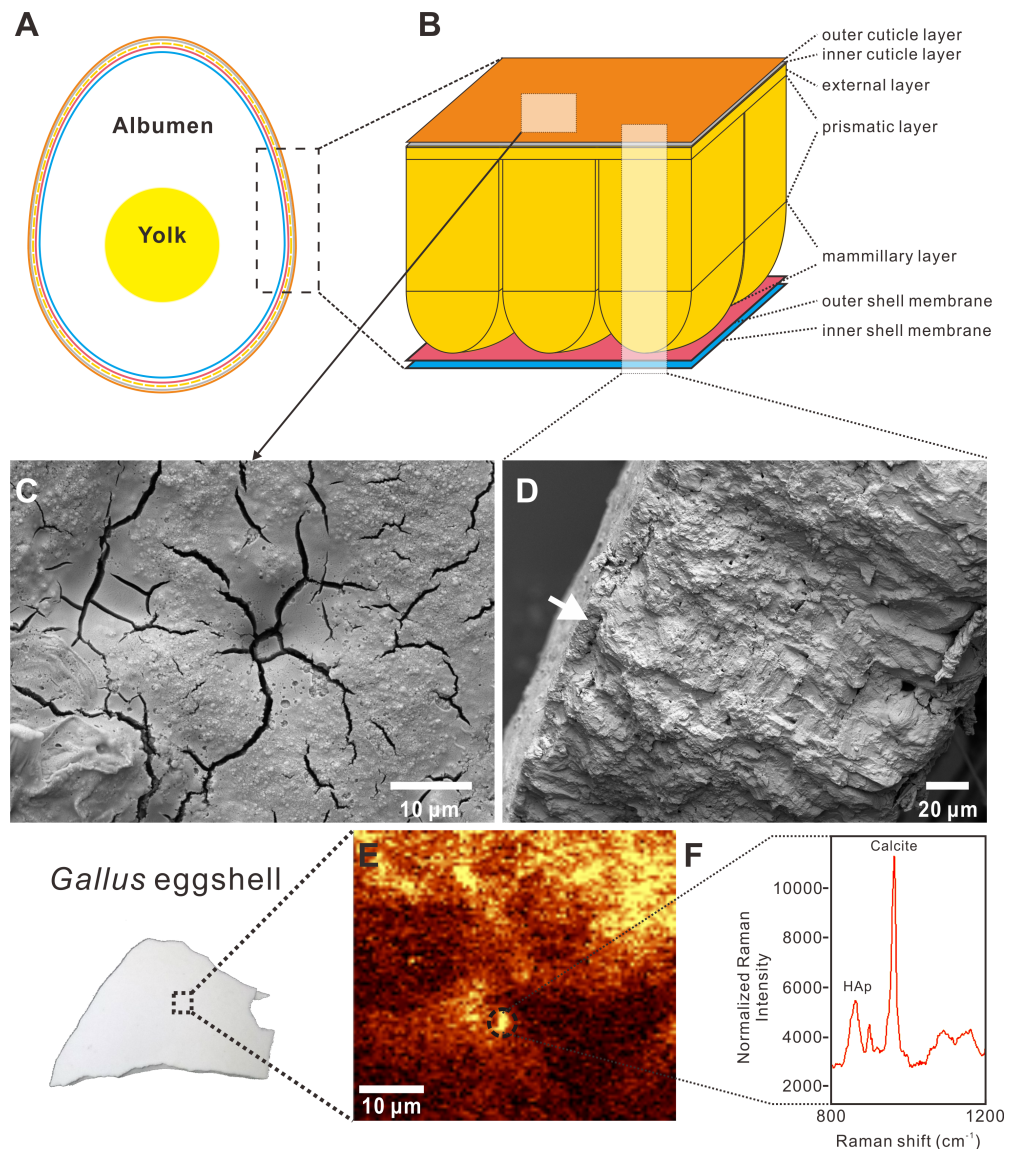 A
B
Albumen
Yolk
outer cuticle layer
inner cuticle layer
external layer
prismatic layer
mammillary layer
outer shell membrane
inner shell membrane
C
10 μm
D
20 μm
Gallus eggshell
E
10 μm
F
Calcite
HAp
Normalized Raman
Intensity
10000
8000
6000
4000
2000
800
1200
Raman shift (cm⁻¹)